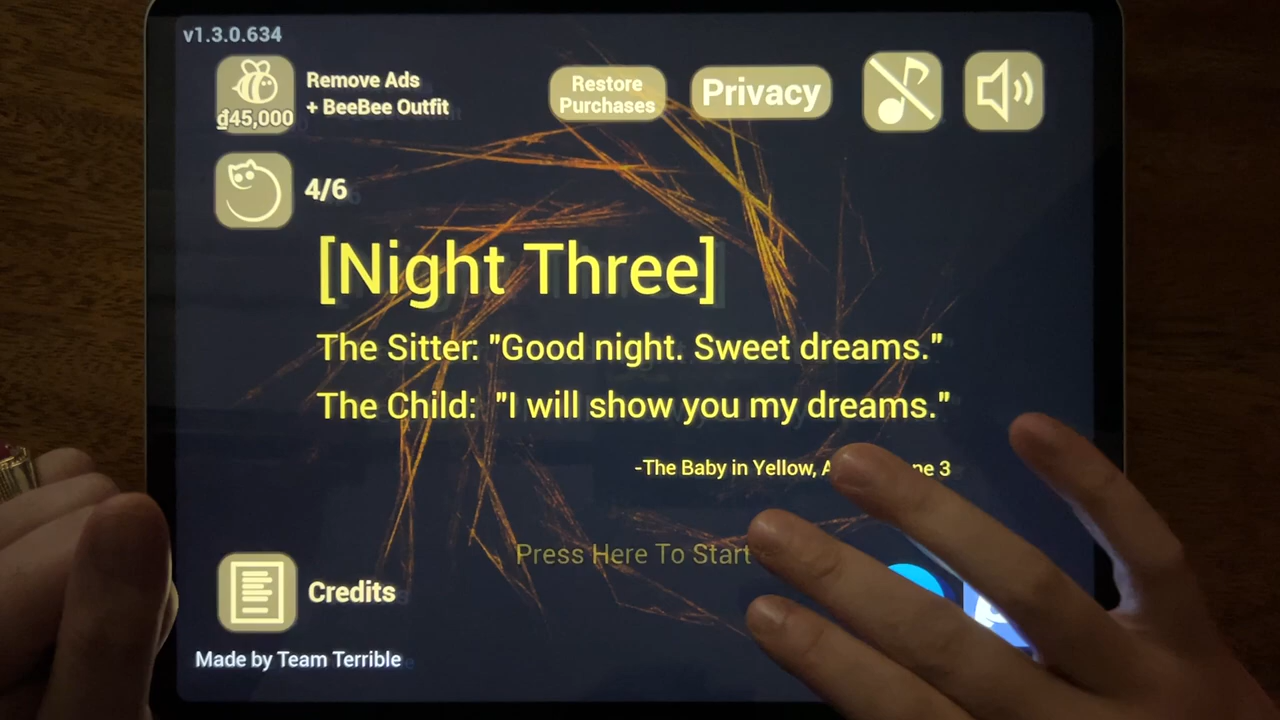 v1.3.0.634
Remove Ads
+ BeeBee Outfit
₫45,000
Restore
Purchases
Privacy
4/6
[Night Three]
The Sitter: "Good night. Sweet dreams."
The Child: "I will show you my dreams."
-The Baby in Yellow, 3
Press Here To Start
Credits
Made by Team Terrible